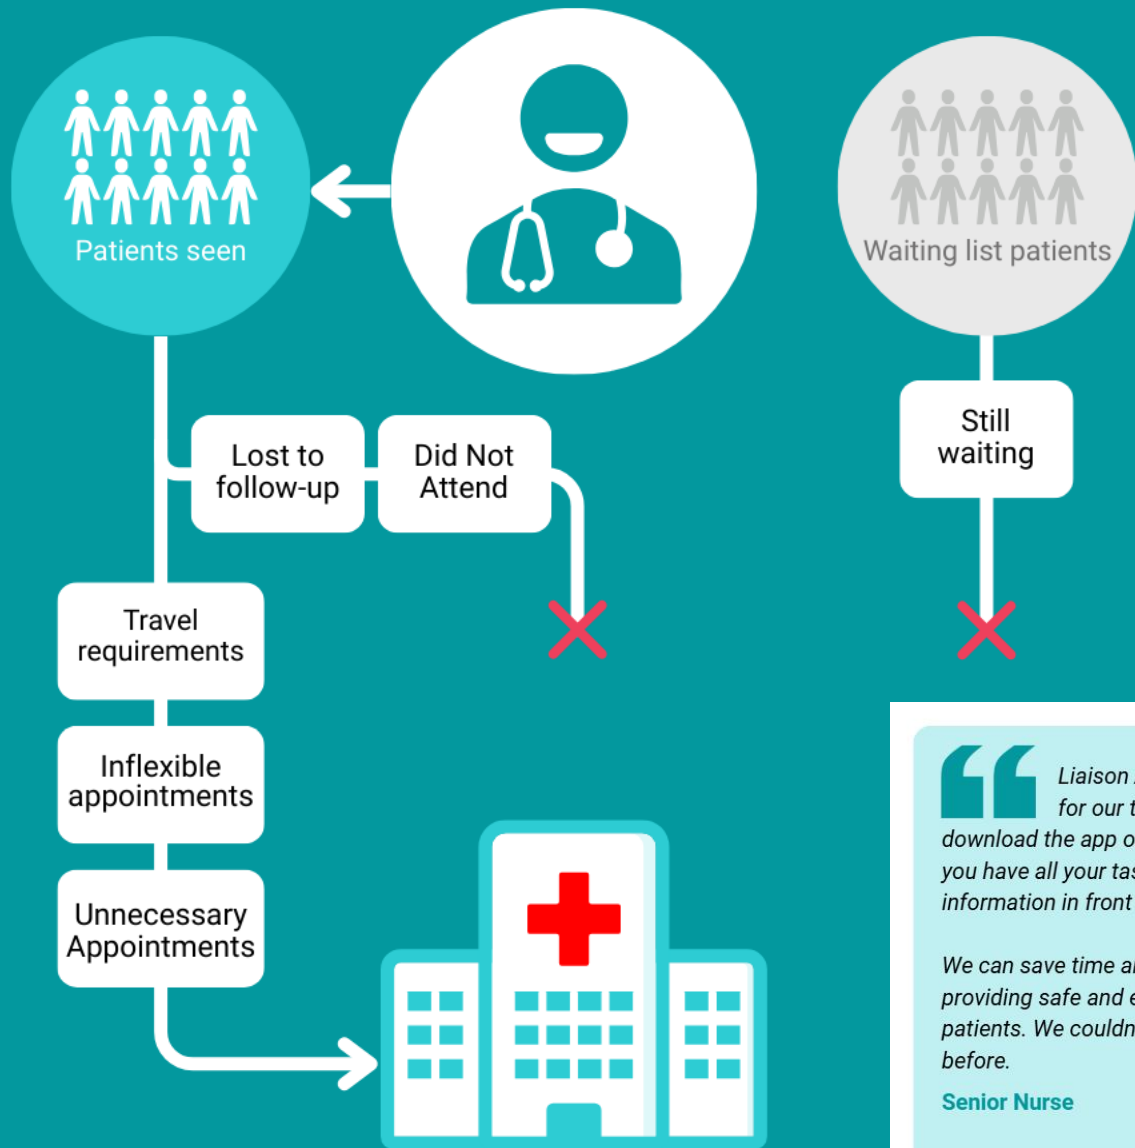 Patients seen
Waiting list patients
Lost to
follow-up
Did Not
Attend
Still
waiting
Travel
requirements
Inflexible
appointments
Unnecessary
Appointments
Liaison
for our
download the app
you have all your
information in front
We can save time
providing safe and
patients. We
before.
Senior Nurse